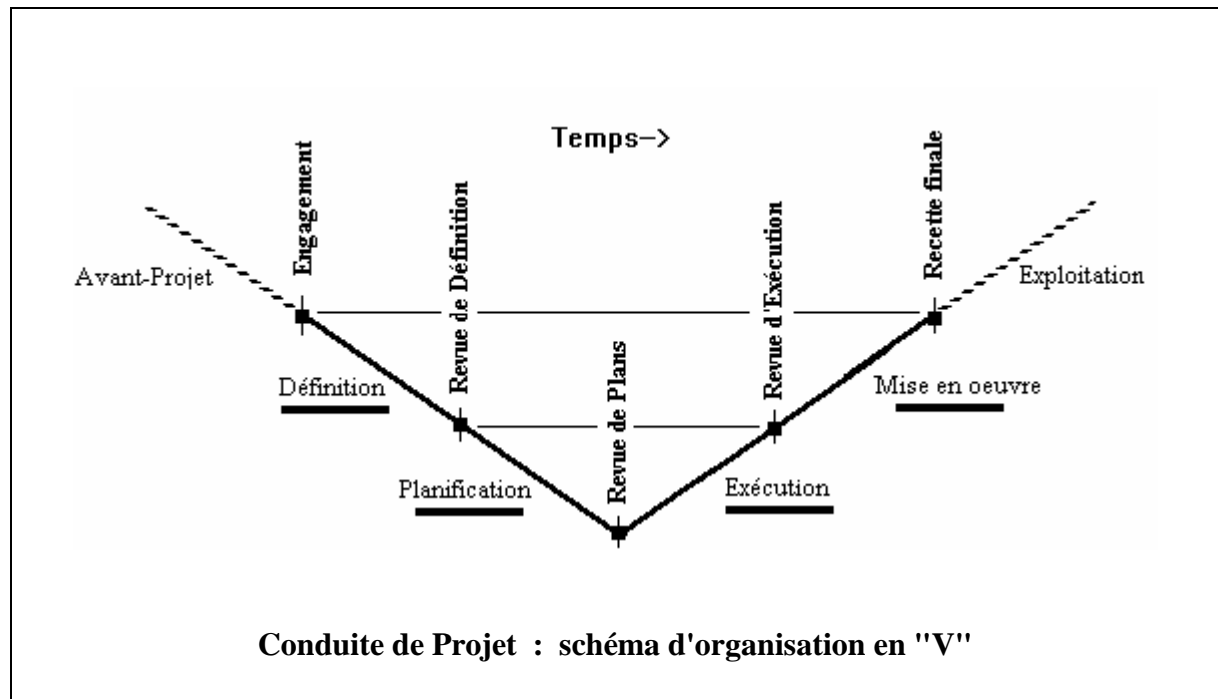 Temps–>
Engagement
Revue de Définition
Revue de Plans
Revue d'Exécution
Recette finale
Avant-Projet
Exploitation
Définition
Mise en oeuvre
Planification
Exécution
Conduite de Projet : schéma d'organisation en "V"